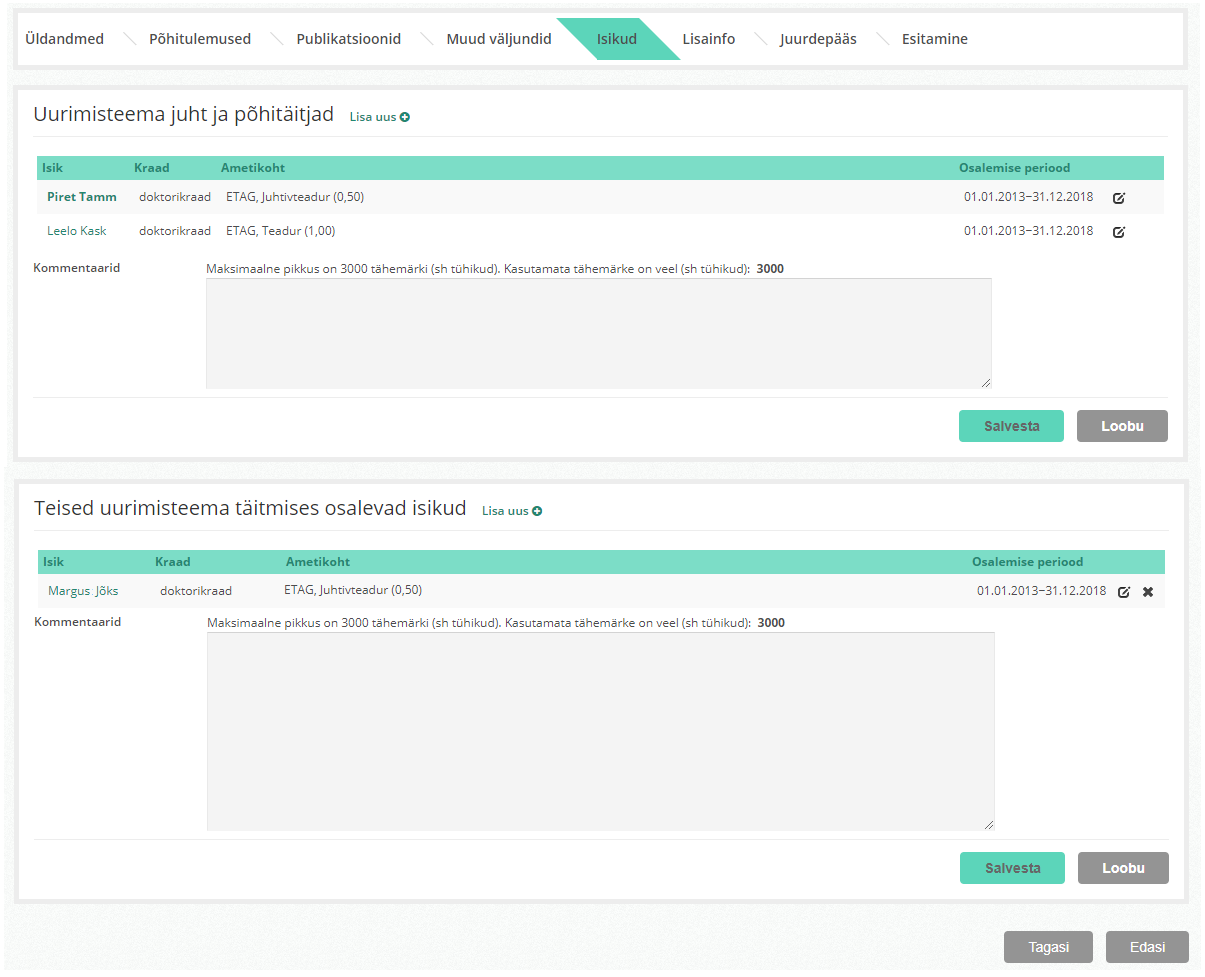 Üldandmed Põhitulemused Publikatsioonid Muud väljundid Isikud Lisainfo Juurdepääs Esitamine
Uurimisteema juht ja põhitäitjad Lisa uus
Isik Kraad Ametikoht Osalemise periood
Piret Tamm doktorikraad ETAG, Juhtivteadur (0,50) 01.01.2013−31.12.2018
Leelo Kask doktorikraad ETAG, Teadur (1,00) 01.01.2013−31.12.2018
Kommentaarid Maksimaalne pikkus on 3000 tähemärki (sh tühikud). Kasutamata tähemärke on veel (sh tühikud): 3000
Salvesta Loobu
Teised uurimisteema täitmises osalevad isikud Lisa uus
Isik Kraad Ametikoht Osalemise periood
Margus Jõks doktorikraad ETAG, Juhtivteadur (0,50) 01.01.2013−31.12.2018
Kommentaarid Maksimaalne pikkus on 3000 tähemärki (sh tühikud). Kasutamata tähemärke on veel (sh tühikud): 3000
Salvesta Loobu
Tagasi Edasi